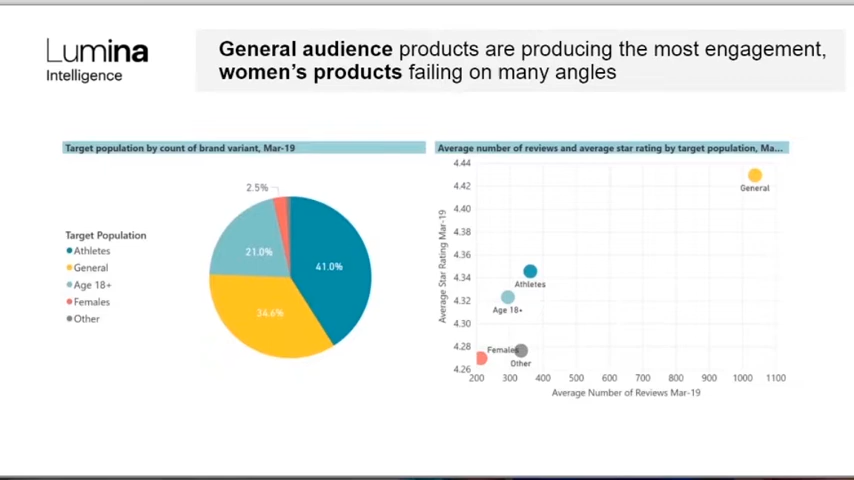 Lumina
Intelligence
General audience products are producing the most engagement,
women's products failing on many angles
Target population by count of brand variant, Mar-19
2.5%
Target Population
Athletes
General
Age 18+
Females
Other
21.0%
41.0%
34.6%
Average number of reviews and average star rating by target population, Ma...
Average Star Rating Mar-19
4.44
4.42
4.40
4.38
4.36
4.34
4.32
4.30
4.28
4.26
General
Athletes
Age 18+
Females
Other
200 300 400 500 600 700 800 900 1000 1100
Average Number of Reviews Mar-19